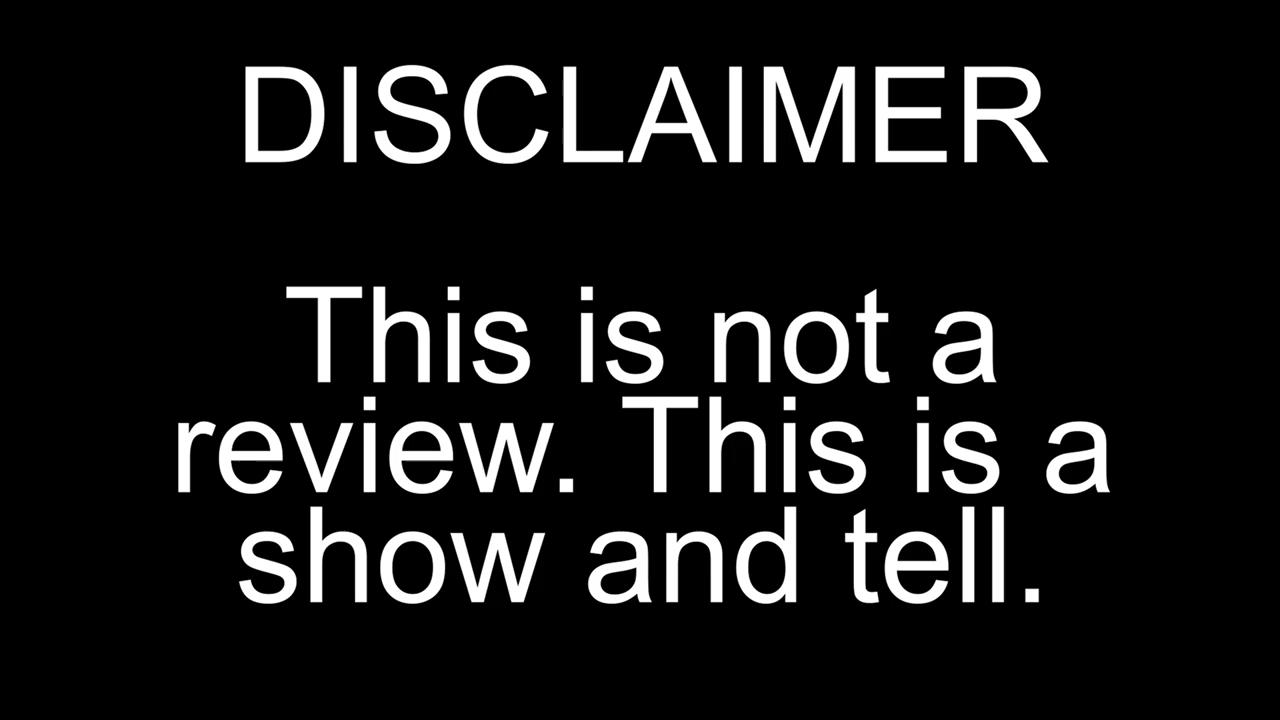 DISCLAIMER
This is not a
review. This is a
show and tell.